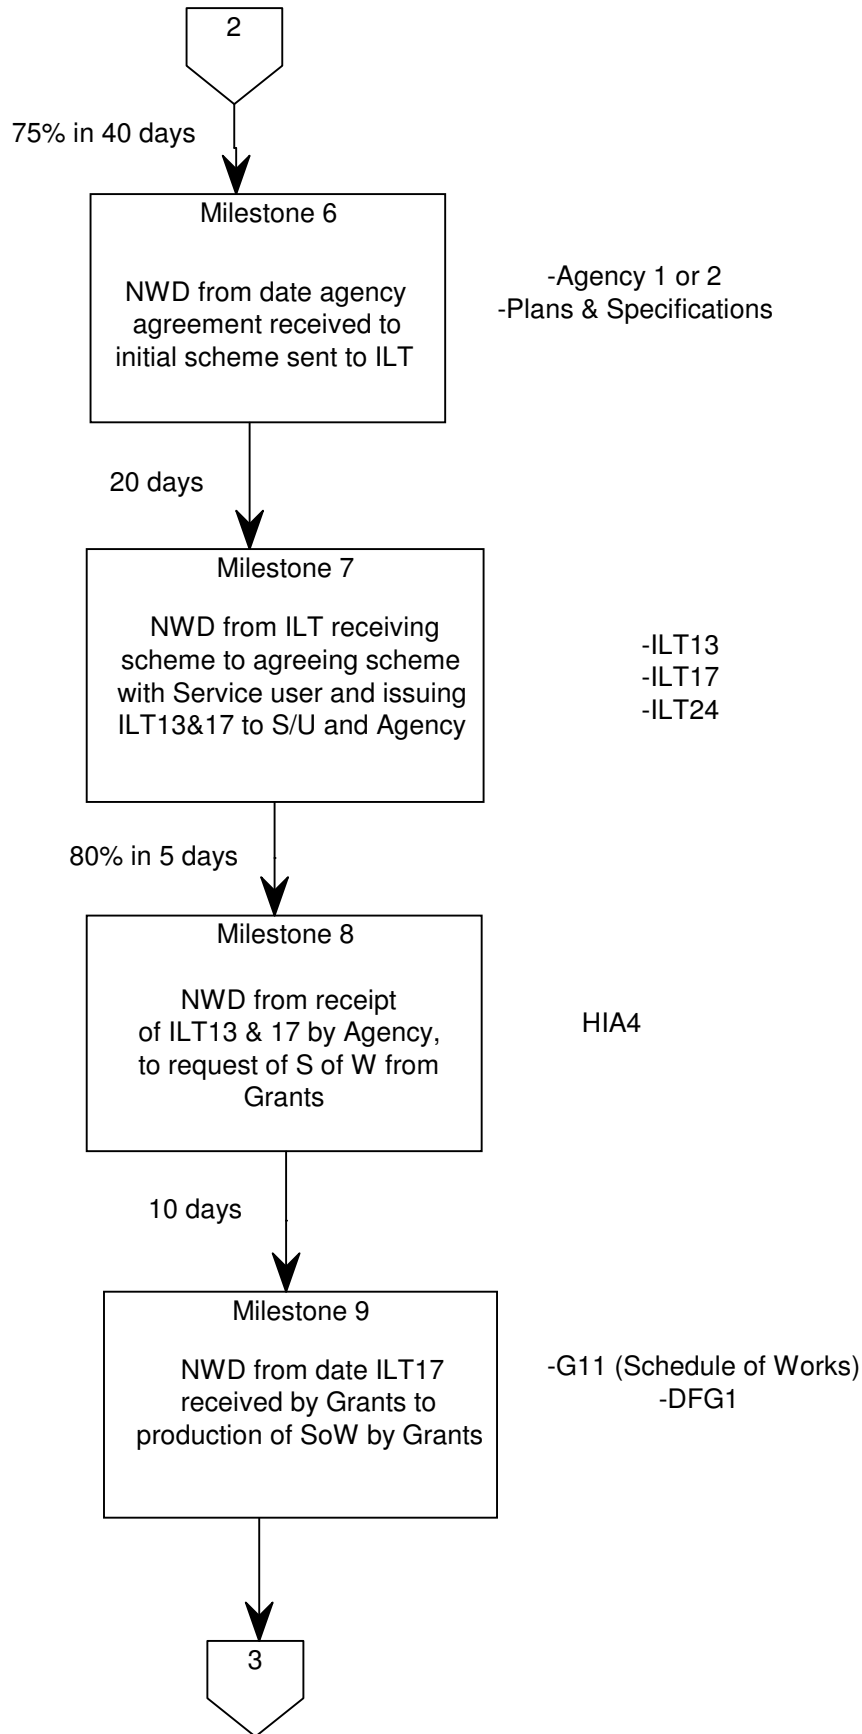 2
75% in 40 days
Milestone 6
NWD from date agency
agreement received to
initial scheme sent to ILT
-Agency 1 or 2
-Plans & Specifications
20 days
Milestone 7
NWD from ILT receiving
scheme to agreeing scheme
with Service user and issuing
ILT13&17 to S/U and Agency
-ILT13
-ILT17
-ILT24
80% in 5 days
Milestone 8
NWD from receipt
of ILT13 & 17 by Agency,
to request of S of W from
Grants
HIA4
10 days
Milestone 9
NWD from date ILT17
received by Grants to
production of SoW by Grants
-G11 (Schedule of Works)
-DFG1
3